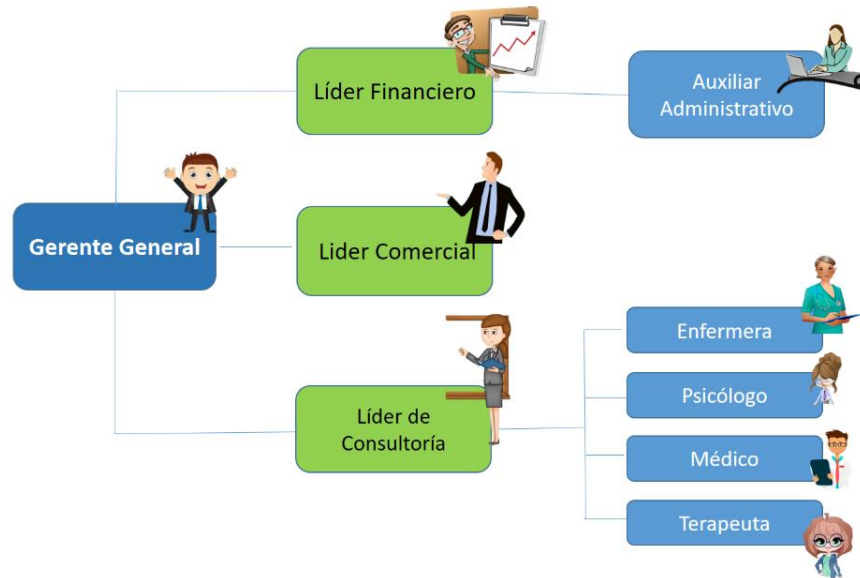 Líder Financiero
Auxiliar
Administrativo
Gerente General
Lider Comercial
Líder de
Consultoría
Enfermera
Psicólogo
Médico
Terapeuta